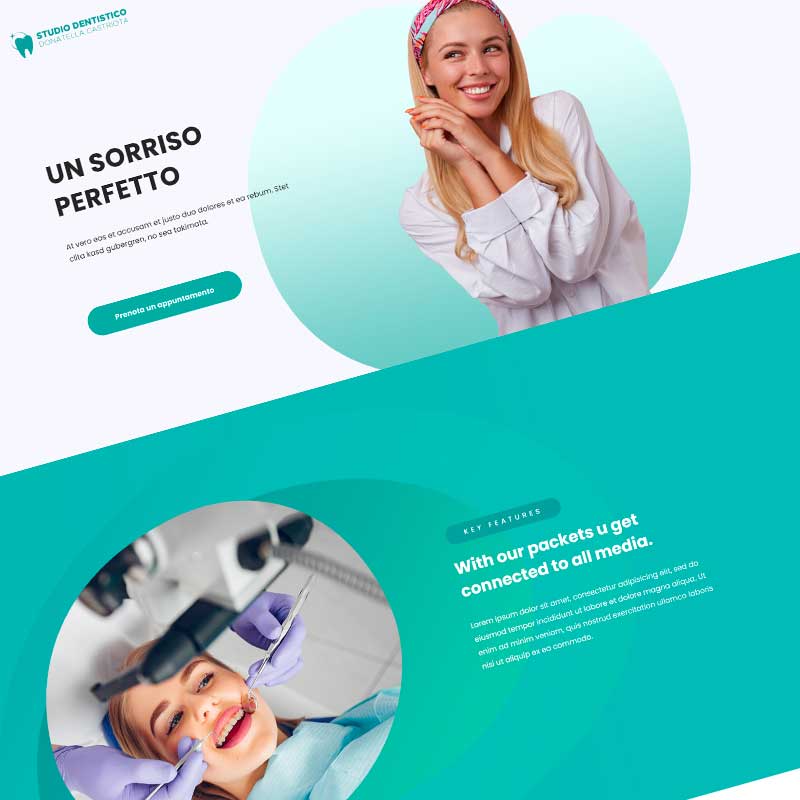 STUDIO DENTISTICO
DONATELLA CASTRIOTA
UN SORRISO
PERFETTO
At vero eos et accusam et justo duo dolores et ea rebum. Stet
clita kasd gubergren, no sea takimata.
Prenota un appuntamento
KEY FEATURES
With our packets u get
connected to all media.
Lorem ipsum dolor sit amet, consectetur adipisicing elit, sed do
eiusmod tempor incididunt ut labore et dolore magna aliqua. Ut
enim ad minim veniam, quis nostrud exercitation ullamco laboris
nisi ut aliquip ex ea commodo.